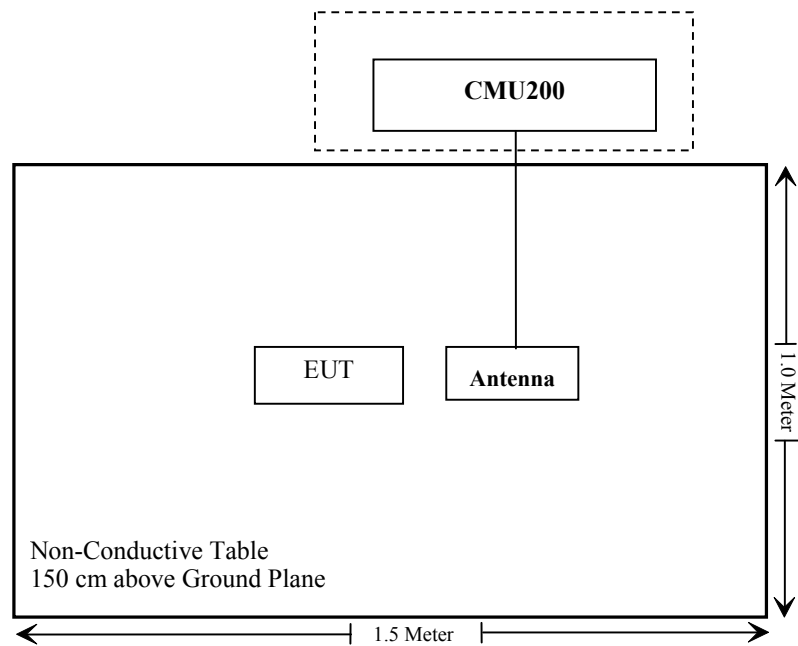 CMU200
EUT
Antenna
1.0 Meter
Non-Conductive Table
150 cm above Ground Plane
1.5 Meter